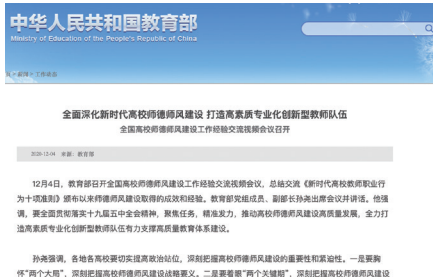 中华人民共和国教育部
Ministry of Education of the People's Republic of China
全面深化新时代高校师德师风建设 打造高素质专业化创新型教师队伍
全国高校师德师风建设工作经验交流视频会议召开
2020-12-04 来源：教育部
12月4日，教育部召开全国高校师德师风建设工作经验交流视频会议，总结交流《新时代高校教师职业行
为十项准则》颁布以来师德师风建设取得的成效和经验。教育部党组成员、副部长孙尧出席会议并讲话。他强
调，要全面贯彻落实十九届五中全会精神，聚焦任务，精准发力，推动高校师德师风建设高质量发展，全力打
造高素质专业化创新型教师队伍有力支撑高质量教育体系建设。
孙尧强调，各地各高校要切实提高政治站位，深刻把握高校师德师风建设的重要性和紧迫性。一是要胸
怀“两个大局”，深刻把握高校师德师风建设战略要义。二是要着眼“两个关键期”，深刻把握高校师德师风建设